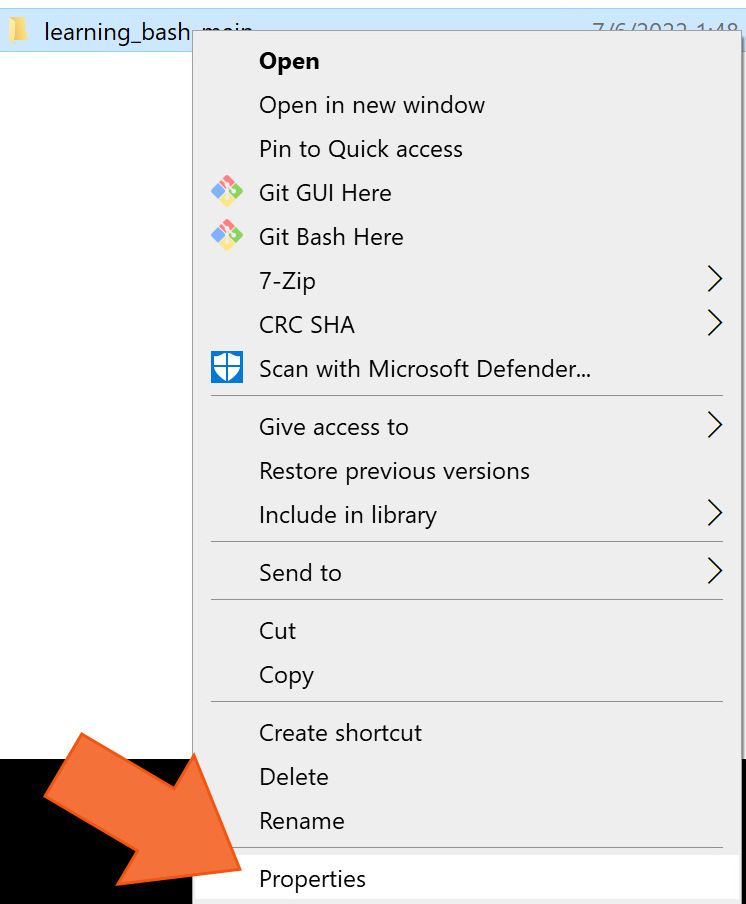 learning_bash_main
7/6/2022 1:48
Open
Open in new window
Pin to Quick access
Git GUI Here
Git Bash Here
7-Zip
CRC SHA
Scan with Microsoft Defender...
Give access to
Restore previous versions
Include in library
Send to
Cut
Copy
Create shortcut
Delete
Rename
Properties